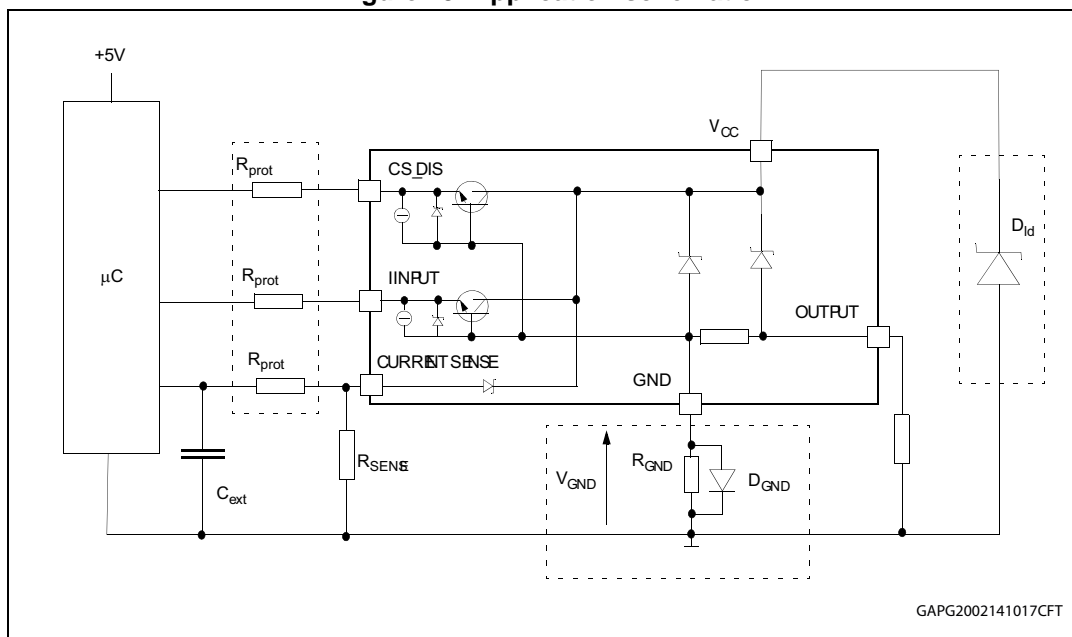 +5V
V_CC
R_prot
CS_DIS
D_ld
μC
R_prot
IINPUT
OUTPUT
R_prot
CURRENT SENSE
GND
R_SENSE
R_GND
V_GND
D_GND
C_ext
GAPG2002141017CFT